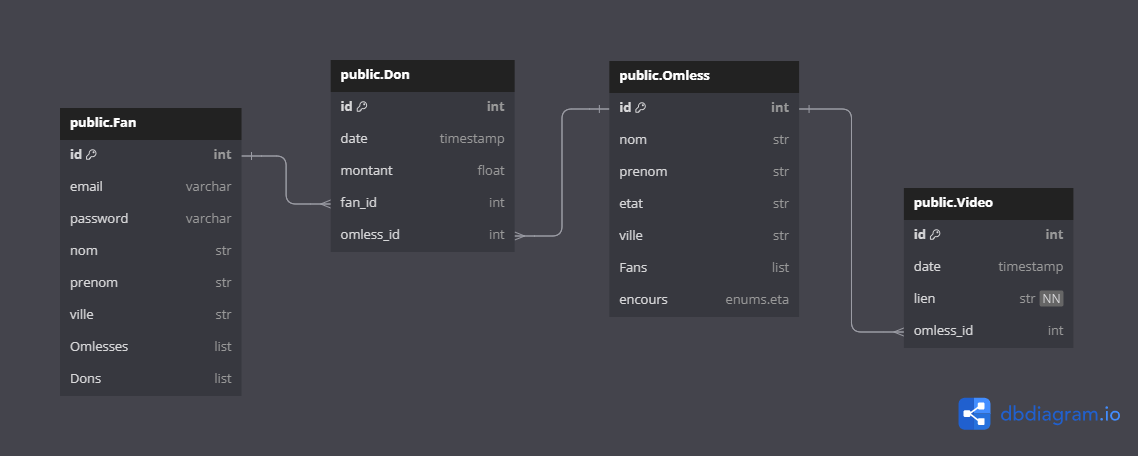 public.Fan
id int
email varchar
password varchar
nom str
prenom str
ville str
Omlesses list
Dons list
public.Don
id int
date timestamp
montant float
fan_id int
omless_id int
public.Omless
id int
nom str
prenom str
etat str
ville str
Fans list
encours enums.eta
public.Video
id int
date timestamp
lien str NN
omless_id int
dbdiagram.io